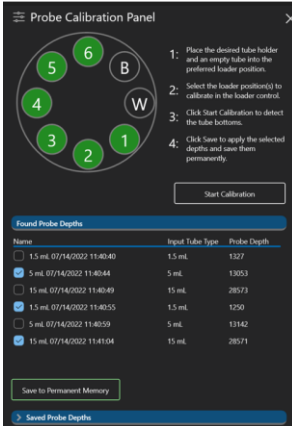 Probe Calibration Panel
6
5
B
4
W
3
1
2
1: Place the desired tube holder
and an empty tube into the
preferred loader position.
2: Select the loader position(s) to
calibrate in the loader control.
3: Click Start Calibration to detect
the tube bottoms.
4: Click Save to apply the selected
depths and save them
permanently.
Start Calibration
Found Probe Depths
Name Input Tube Type Probe Depth
1.5 mL 07/14/2022 11:40:40 1.5 mL 1327
5 mL 07/14/2022 11:40:44 5 mL 13053
15 mL 07/14/2022 11:40:49 15 mL 28573
1.5 mL 07/14/2022 11:40:55 1.5 mL 1250
5 mL 07/14/2022 11:40:59 5 mL 13142
15 mL 07/14/2022 11:41:04 15 mL 28571
Save to Permanent Memory
Saved Probe Depths